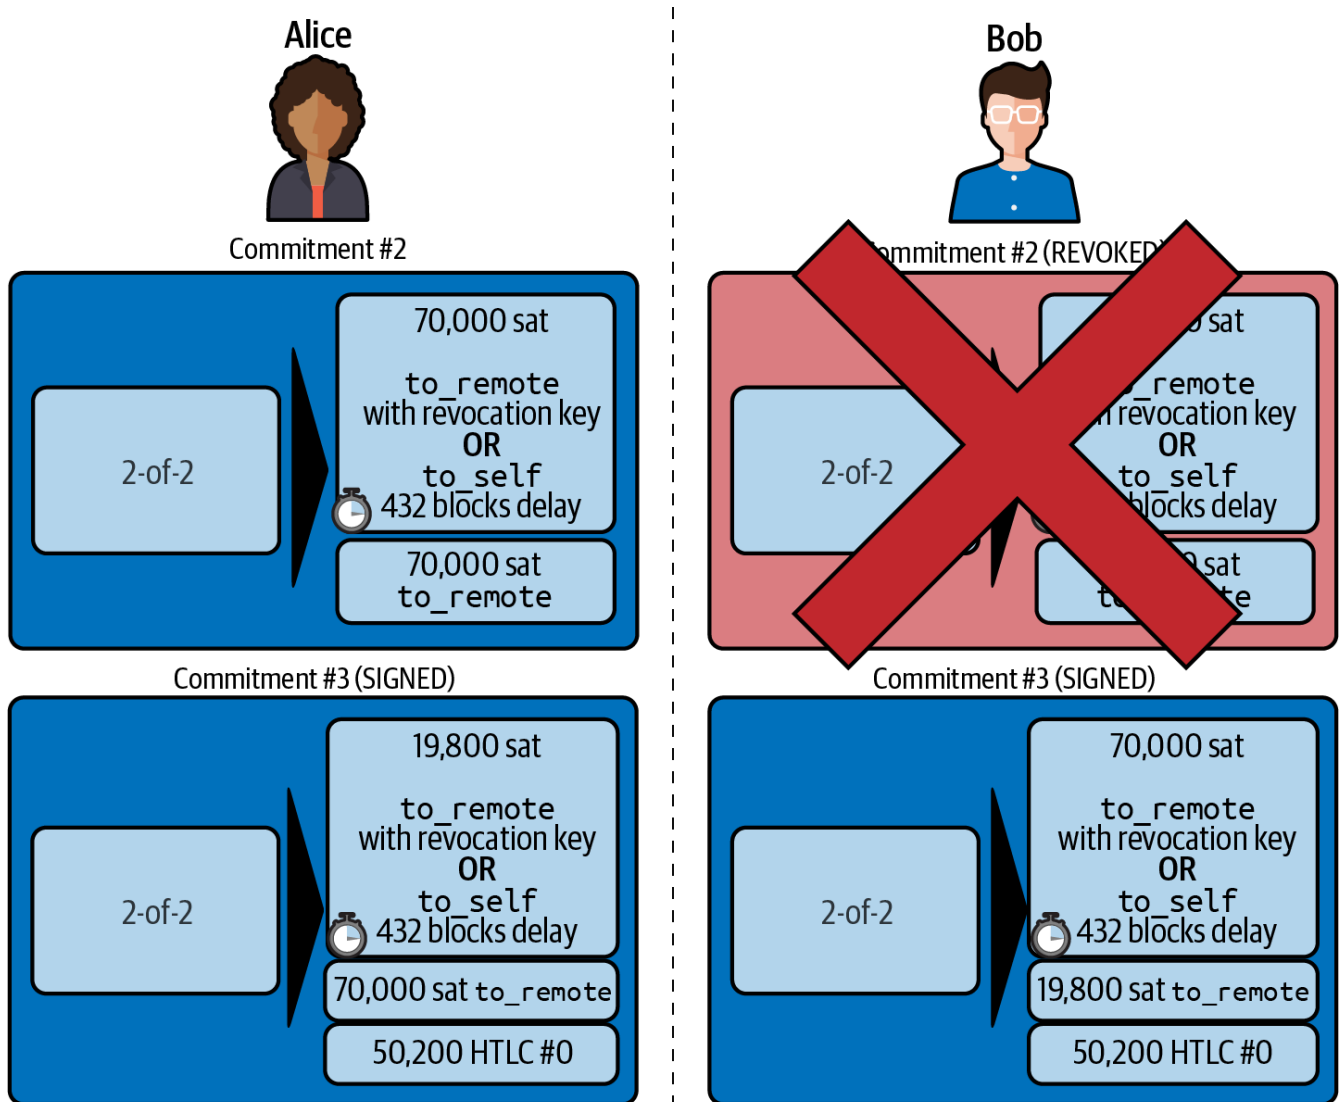 Alice
Commitment #2
70,000 sat
to_remote
with revocation key
OR
to_self
432 blocks delay
2-of-2
70,000 sat
to_remote
Commitment #3 (SIGNED)
19,800 sat
to_remote
with revocation key
OR
to_self
432 blocks delay
2-of-2
70,000 sat to_remote
50,200 HTLC #0
Bob
#2 (REVOKED)
sat
revocation key
OR
to_self
delay
2-of-2
sat
Commitment #3 (SIGNED)
70,000 sat
to_remote
with revocation key
OR
to_self
432 blocks delay
2-of-2
19,800 sat to_remote
50,200 HTLC #0